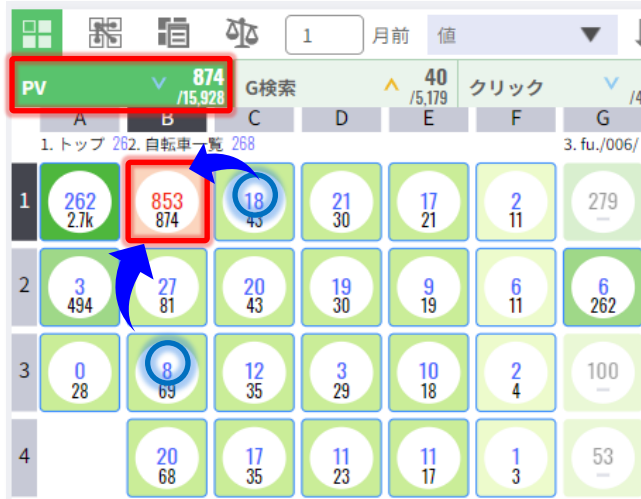 1 月前 値
PV 874 /15,928 G検索 40 /5,179 クリック
A B C D E F G
1. トップ 262. 自転車一覧 268 3. fu./006/
1 262 853 18 21 17 2 279
2.7k 874 43 30 21 11 —
2 3 27 20 19 9 6 6
494 81 43 30 19 11 262
3 0 8 12 3 10 2 100
28 69 35 29 18 4 —
4 20 17 11 11 1 53
68 35 23 17 3 —